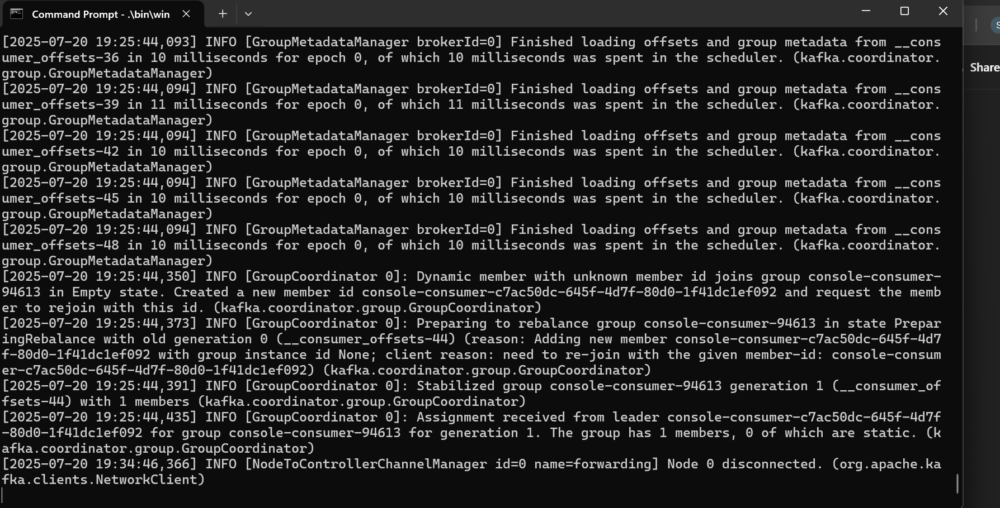 Command Prompt - .\bin\win
[2025-07-20 19:25:44,093] INFO [GroupMetadataManager brokerId=0] Finished loading offsets and group metadata from __cons
umer_offsets-36 in 10 milliseconds for epoch 0, of which 10 milliseconds was spent in the scheduler. (kafka.coordinator.
group.GroupMetadataManager)
[2025-07-20 19:25:44,094] INFO [GroupMetadataManager brokerId=0] Finished loading offsets and group metadata from __cons
umer_offsets-39 in 11 milliseconds for epoch 0, of which 11 milliseconds was spent in the scheduler. (kafka.coordinator.
group.GroupMetadataManager)
[2025-07-20 19:25:44,094] INFO [GroupMetadataManager brokerId=0] Finished loading offsets and group metadata from __cons
umer_offsets-42 in 10 milliseconds for epoch 0, of which 10 milliseconds was spent in the scheduler. (kafka.coordinator.
group.GroupMetadataManager)
[2025-07-20 19:25:44,094] INFO [GroupMetadataManager brokerId=0] Finished loading offsets and group metadata from __cons
umer_offsets-45 in 10 milliseconds for epoch 0, of which 10 milliseconds was spent in the scheduler. (kafka.coordinator.
group.GroupMetadataManager)
[2025-07-20 19:25:44,094] INFO [GroupMetadataManager brokerId=0] Finished loading offsets and group metadata from __cons
umer_offsets-48 in 10 milliseconds for epoch 0, of which 10 milliseconds was spent in the scheduler. (kafka.coordinator.
group.GroupMetadataManager)
[2025-07-20 19:25:44,350] INFO [GroupCoordinator 0]: Dynamic member with unknown member id joins group console-consumer-
94613 in Empty state. Created a new member id console-consumer-c7ac50dc-645f-4d7f-80d0-1f41dc1ef092 and request the memb
er to rejoin with this id. (kafka.coordinator.group.GroupCoordinator)
[2025-07-20 19:25:44,373] INFO [GroupCoordinator 0]: Preparing to rebalance group console-consumer-94613 in state Prepar
ingRebalance with old generation 0 (__consumer_offsets-44) (reason: Adding new member console-consumer-c7ac50dc-645f-4d7
f-80d0-1f41dc1ef092 with group instance id None; client reason: need to re-join with the given member-id: console-consum
er-c7ac50dc-645f-4d7f-80d0-1f41dc1ef092) (kafka.coordinator.group.GroupCoordinator)
[2025-07-20 19:25:44,391] INFO [GroupCoordinator 0]: Stabilized group console-consumer-94613 generation 1 (__consumer_of
fsets-44) with 1 members (kafka.coordinator.group.GroupCoordinator)
[2025-07-20 19:25:44,435] INFO [GroupCoordinator 0]: Assignment received from leader console-consumer-c7ac50dc-645f-4d7f
-80d0-1f41dc1ef092 for group console-consumer-94613 for generation 1. The group has 1 members, 0 of which are static. (k
afka.coordinator.group.GroupCoordinator)
[2025-07-20 19:34:46,366] INFO [NodeToControllerChannelManager id=0 name=forwarding] Node 0 disconnected. (org.apache.ka
fka.clients.NetworkClient)
S
Share